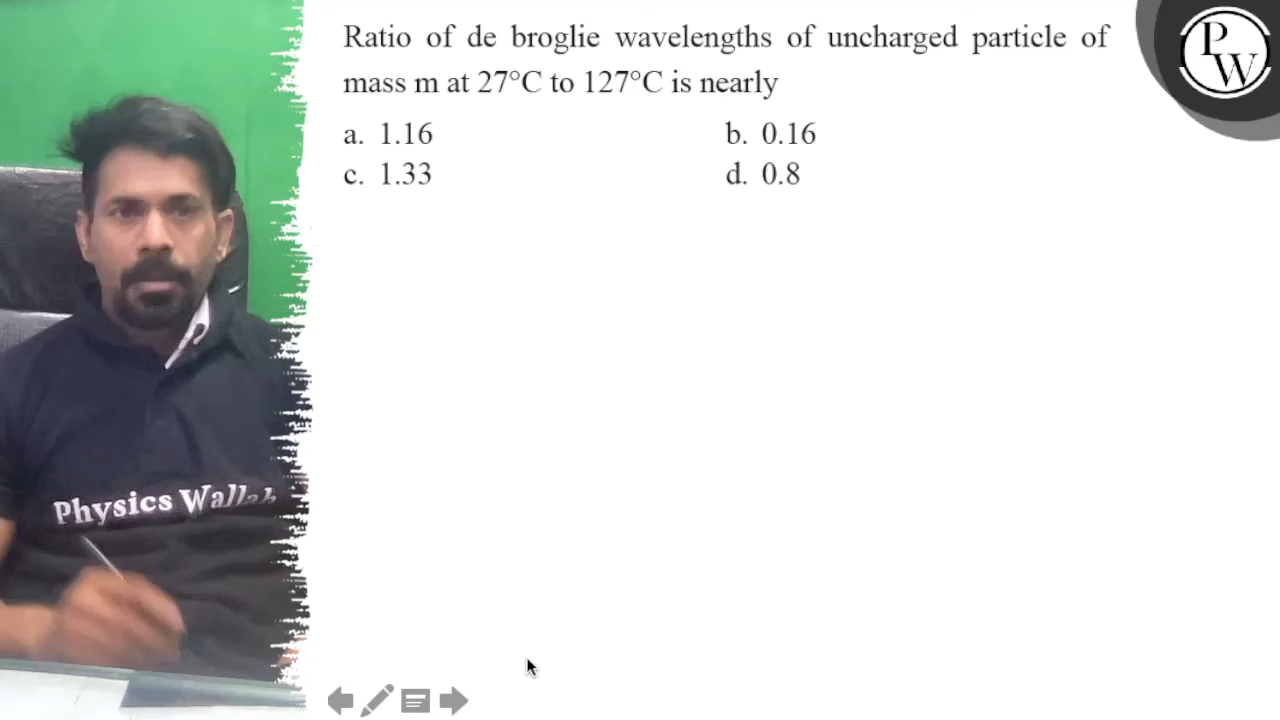 Ratio of de broglie wavelengths of uncharged particle of
mass m at 27°C to 127°C is nearly
a. 1.16
b. 0.16
c. 1.33
d. 0.8
PW
Physics Wallah